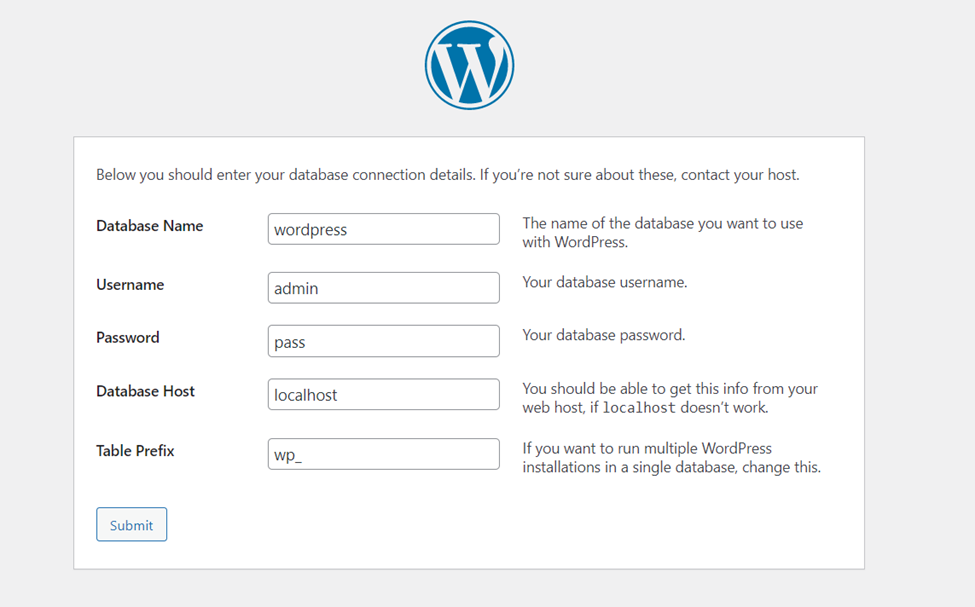 Below you should enter your database connection details. If you’re not sure about these, contact your host.
Database Name
wordpress
The name of the database you want to use
with WordPress.
Username
admin
Your database username.
Password
pass
Your database password.
Database Host
localhost
You should be able to get this info from your
web host, if localhost doesn’t work.
Table Prefix
wp_
If you want to run multiple WordPress
installations in a single database, change this.
Submit